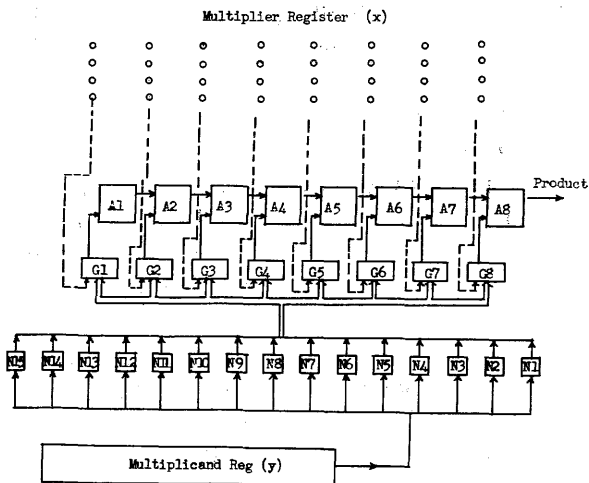 Multiplier Register (x)
A1 A2 A3 A4 A5 A6 A7 A8
Product
G1 G2 G3 G4 G5 G6 G7 G8
N15 N14 N13 N12 N11 N10 N9 N8 N7 N6 N5 N4 N3 N2 N1
Multiplicand Reg (y)